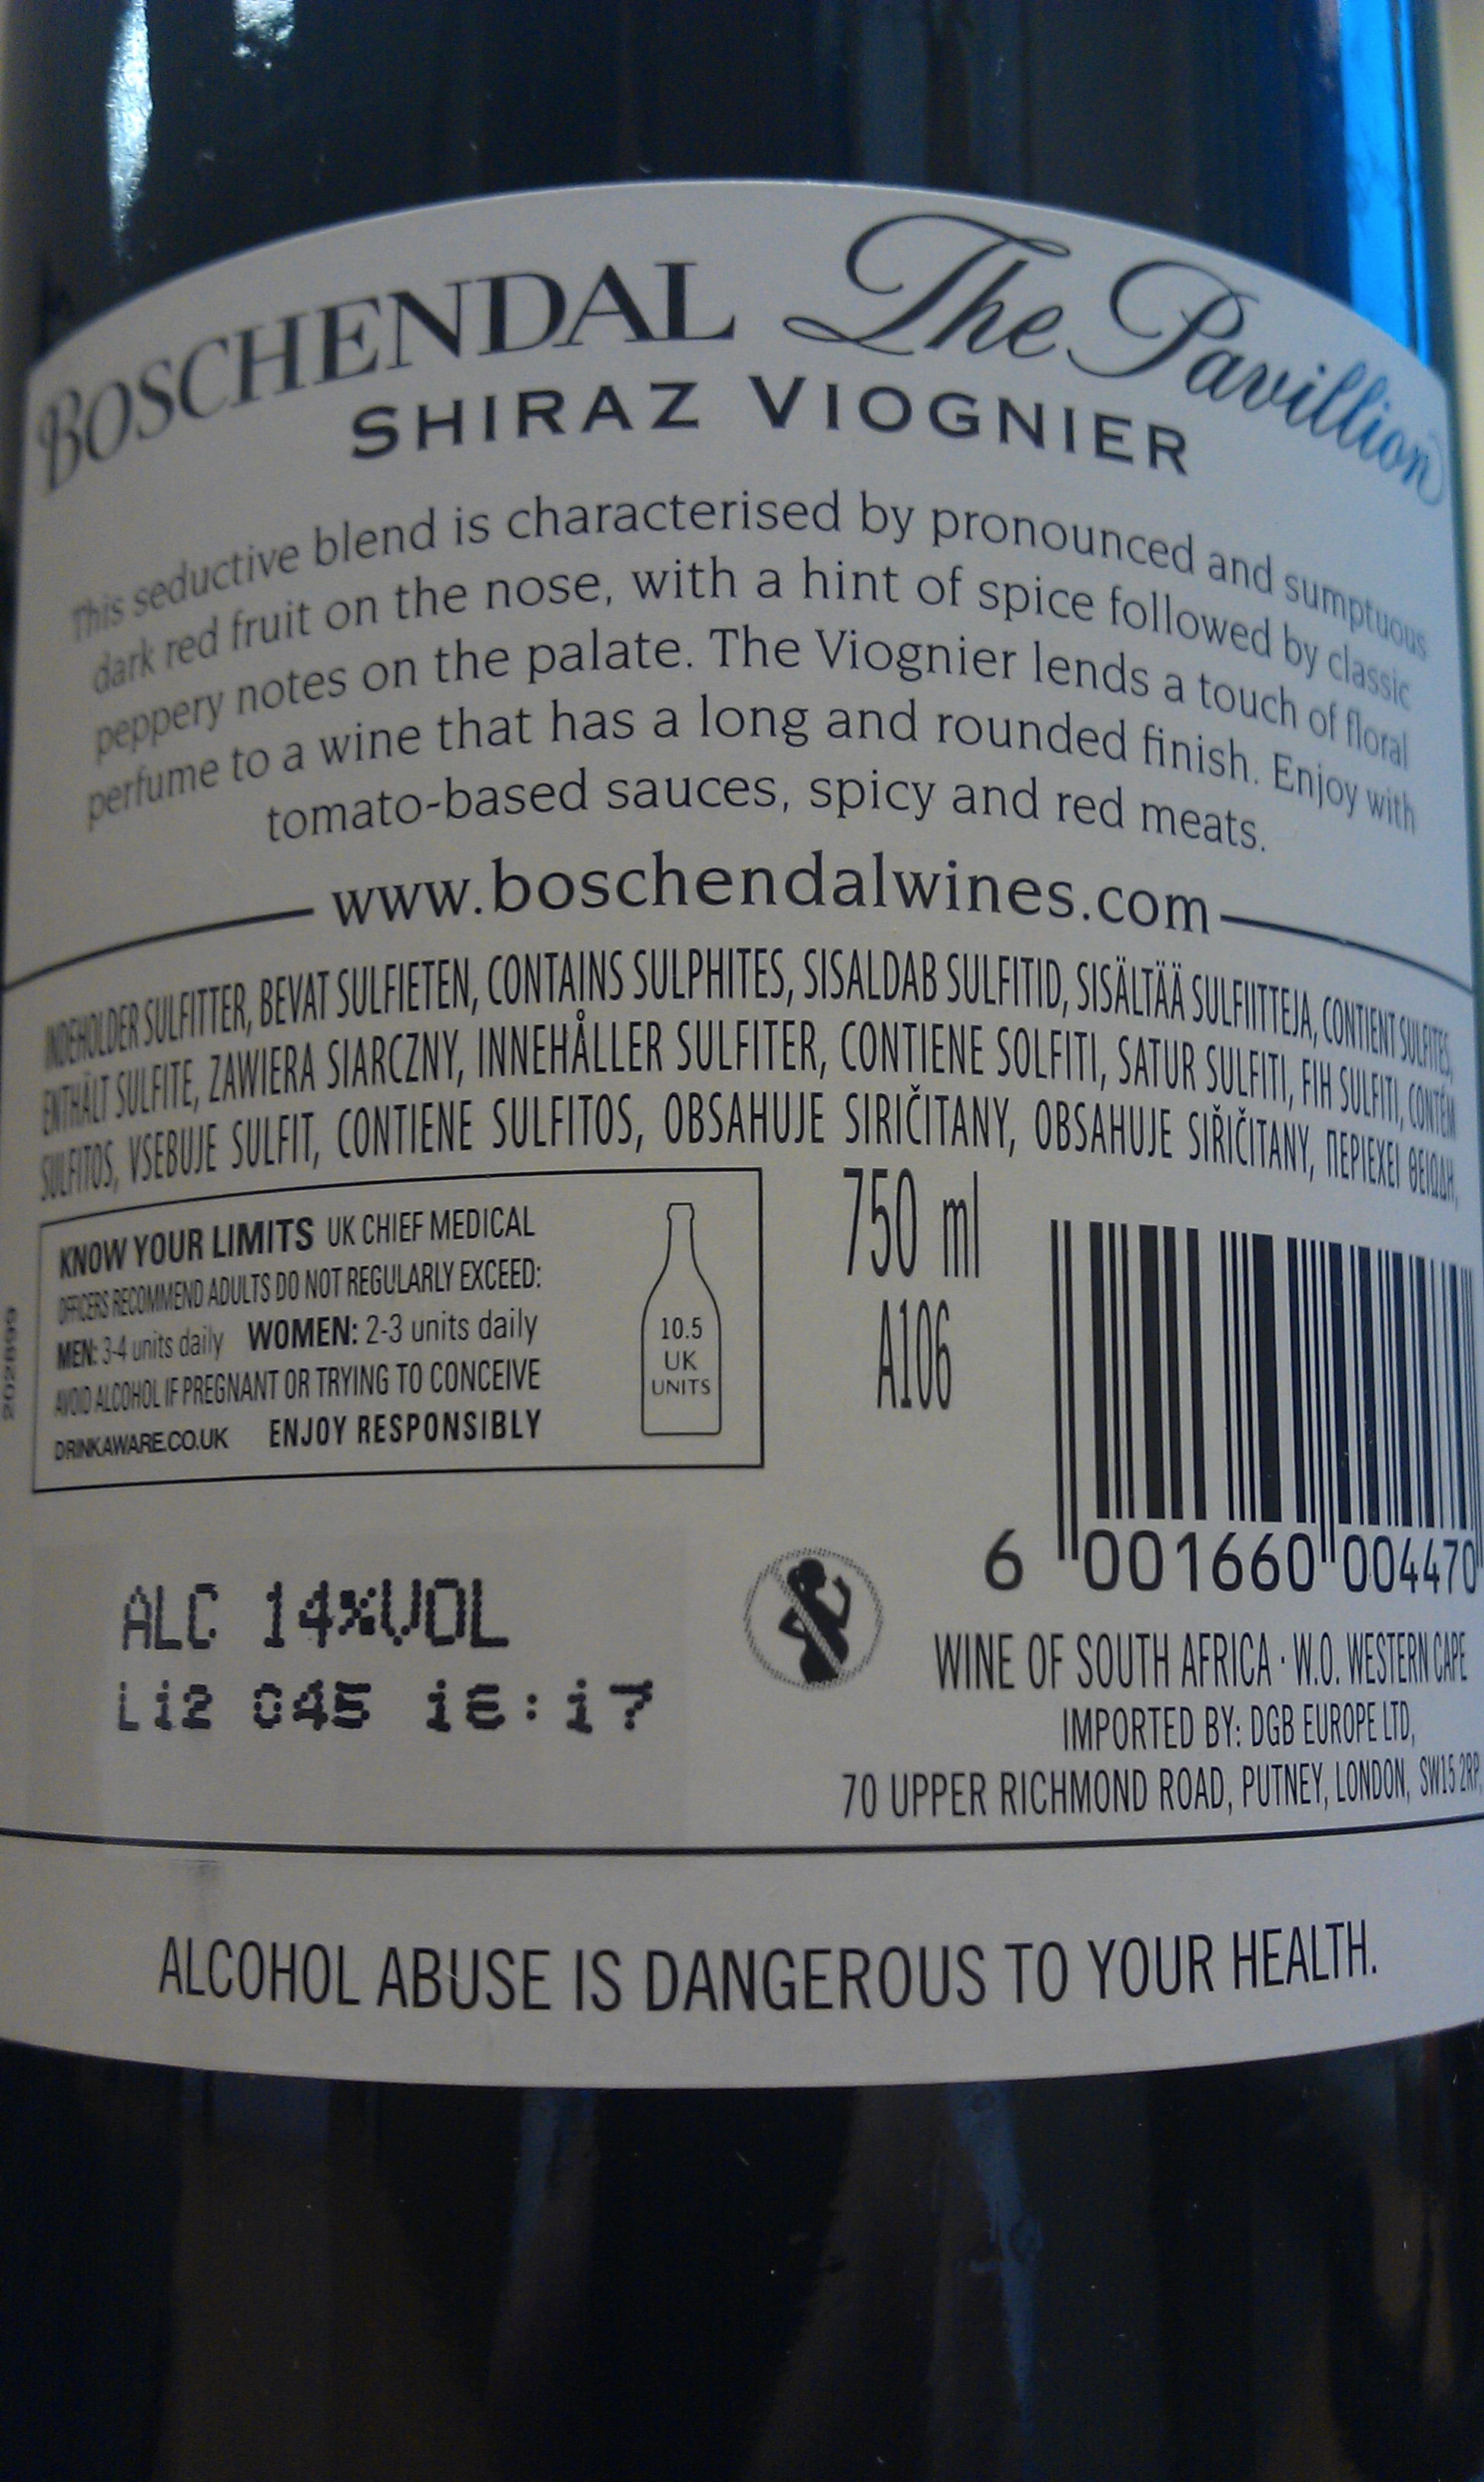 BOSCHENDAL The Pavillion
SHIRAZ VIOGNIER
This seductive blend is characterised by pronounced and sumptuous
dark red fruit on the nose, with a hint of spice followed by classic
peppery notes on the palate. The Viognier lends a touch of floral
perfume to a wine that has a long and rounded finish. Enjoy with
tomato-based sauces, spicy and red meats.
www.boschendalwines.com
INDEHOLDER SULFITTER, BEVAT SULFIETEN, CONTAINS SULPHITES, SISALDAB SULFITID, SISÄLTÄÄ SULFIITTEJA, CONTIENT SULFITES,
ENTHÄLT SULFITE, ZAWIERA SIARCZNY, INNEHÅLLER SULFITER, CONTIENE SOLFITI, SATUR SULFITI, FIH SULFITI, CONTÉM
SULFITOS, VSEBUJE SULFIT, CONTIENE SULFITOS, OBSAHUJE SIRIČITANY, OBSAHUJE SIŘIČITANY, ΠΕΡΙΕΧΕΙ ΘΕΙΩΔΗ,
KNOW YOUR LIMITS UK CHIEF MEDICAL
OFFICERS RECOMMEND ADULTS DO NOT REGULARLY EXCEED:
MEN: 3-4 units daily WOMEN: 2-3 units daily
AVOID ALCOHOL IF PREGNANT OR TRYING TO CONCEIVE
DRINKAWARE.CO.UK ENJOY RESPONSIBLY
10.5
UK
UNITS
750 ml
A106
6 001660 004470
ALC 14%VOL
L12 045 16:17
WINE OF SOUTH AFRICA · W.O. WESTERN CAPE
IMPORTED BY: DGB EUROPE LTD,
70 UPPER RICHMOND ROAD, PUTNEY, LONDON, SW15 2RP,
ALCOHOL ABUSE IS DANGEROUS TO YOUR HEALTH.